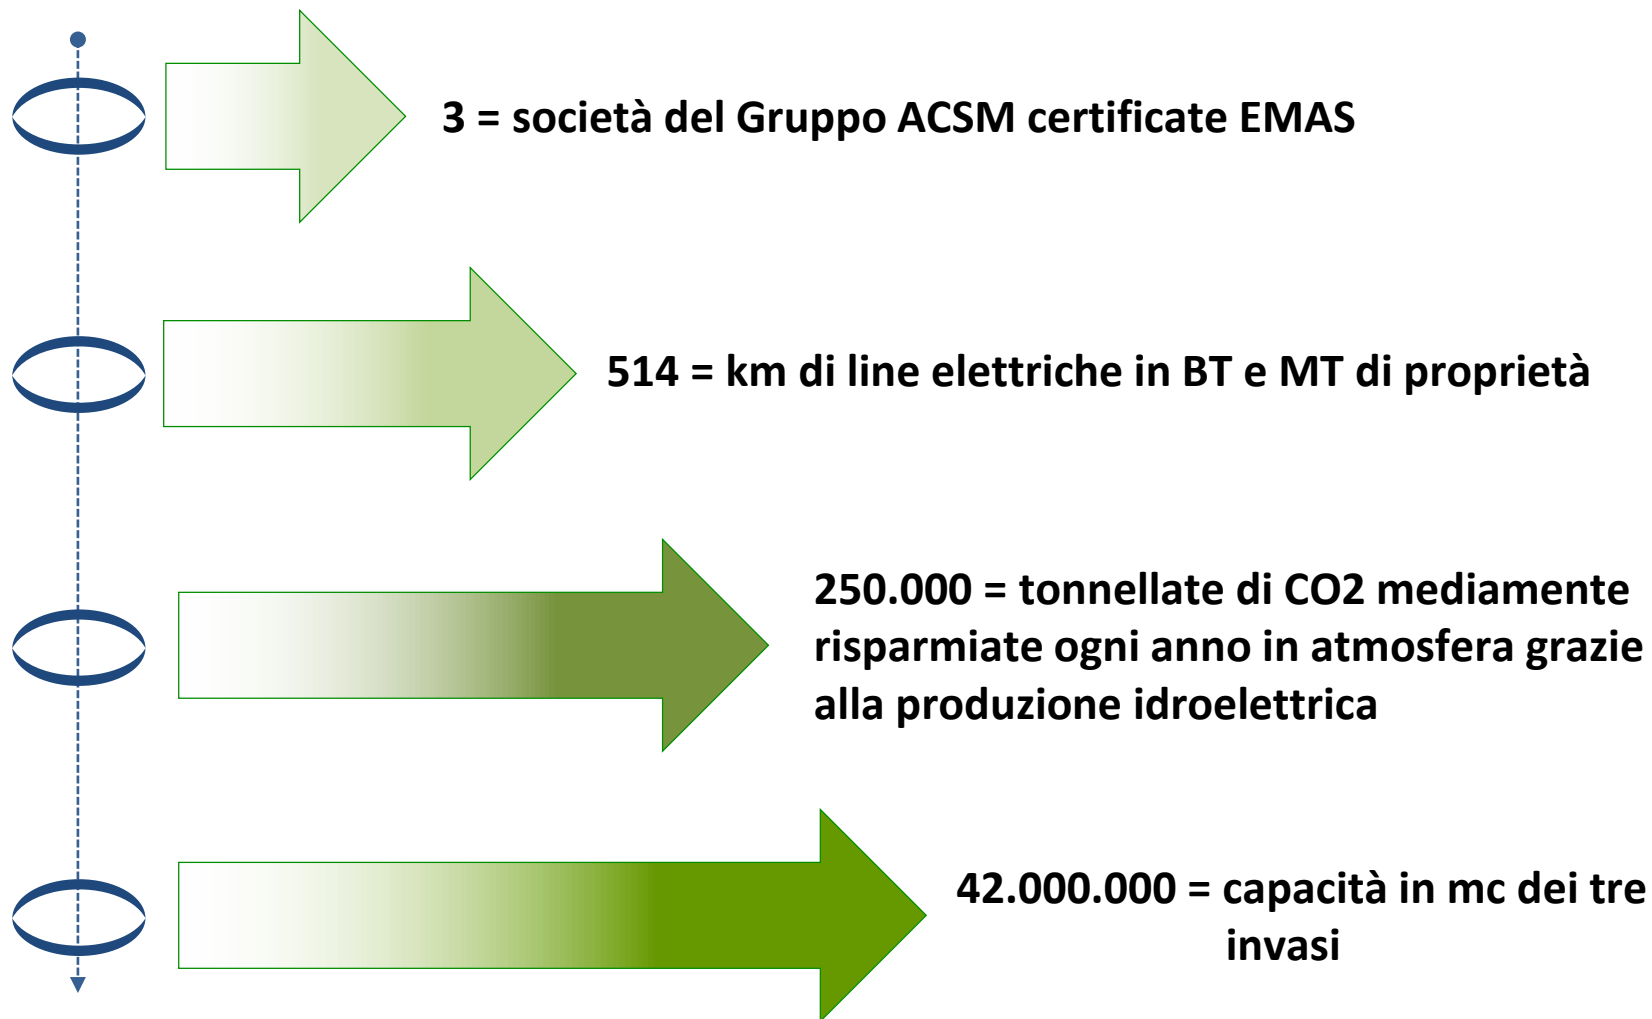 3 = società del Gruppo ACSM certificate EMAS
514 = km di line elettriche in BT e MT di proprietà
250.000 = tonnellate di CO2 mediamente
risparmiate ogni anno in atmosfera grazie
alla produzione idroelettrica
42.000.000 = capacità in mc dei tre
invasi